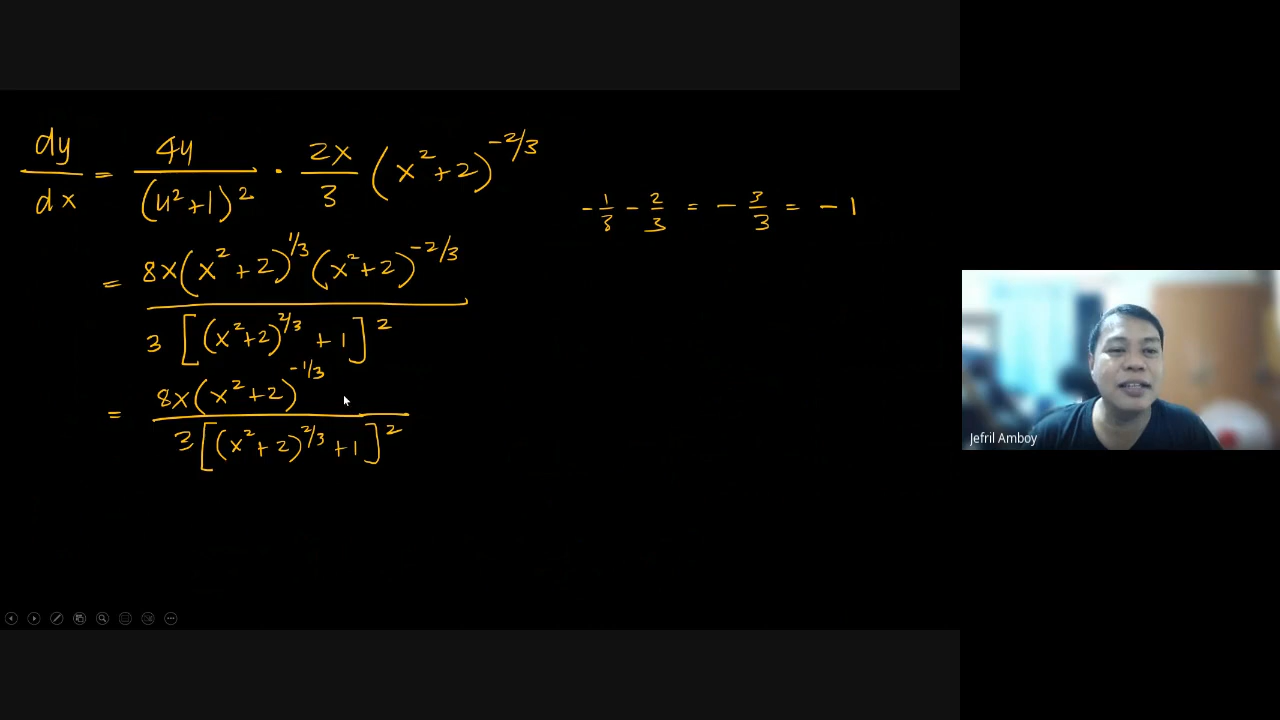 dy/dx = 4u/(u²+1)² · 2x/3 (x²+2)^-2/3
-1/3 - 2/3 = -3/3 = -1
= 8x(x²+2)^1/3 (x²+2)^-2/3 / 3[(x²+2)^2/3 + 1]²
= 8x(x²+2)^-1/3 / 3[(x²+2)^2/3 + 1]²
Jefril Amboy